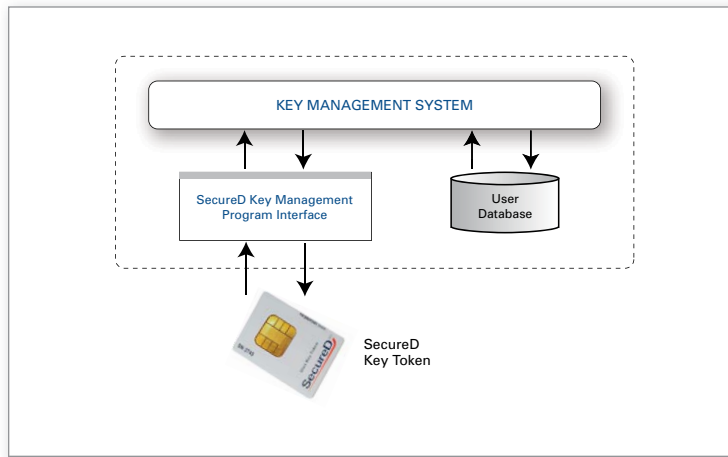 KEY MANAGEMENT SYSTEM
SecureD Key Management
Program Interface
User
Database
SecureD
SecureD
Key Token